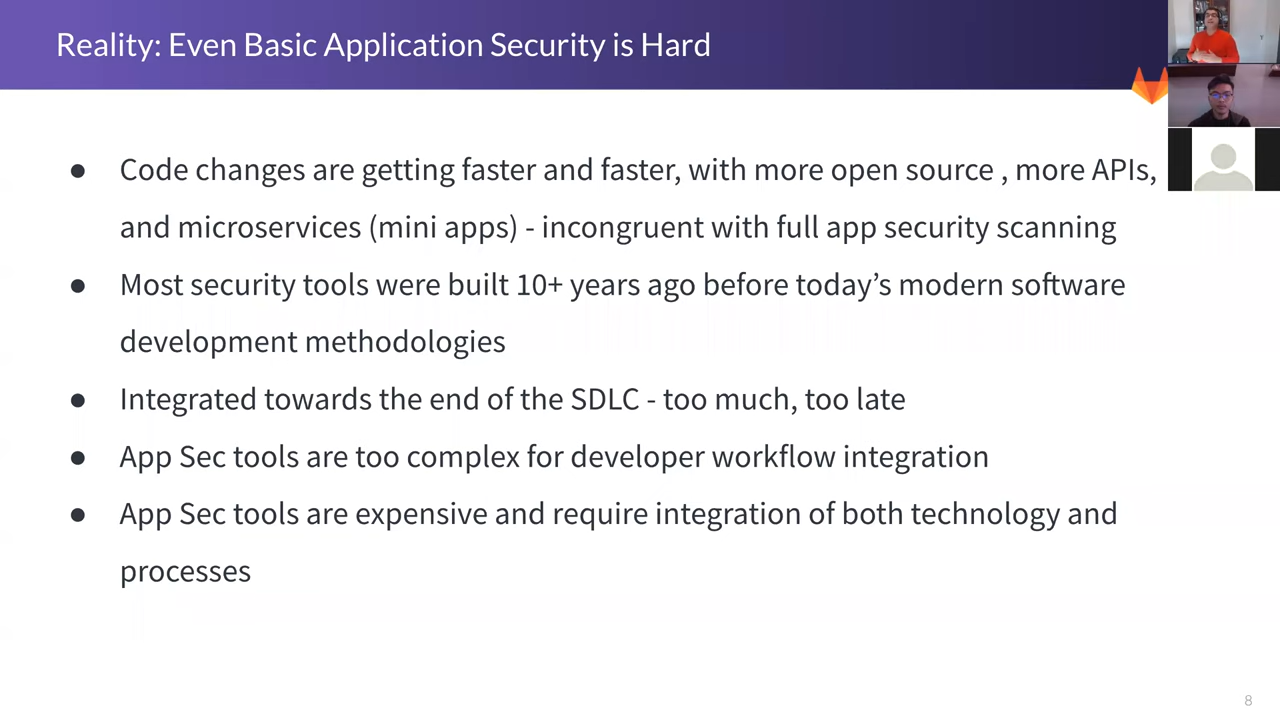 Reality: Even Basic Application Security is Hard
● Code changes are getting faster and faster, with more open source , more APIs,
and microservices (mini apps) - incongruent with full app security scanning
● Most security tools were built 10+ years ago before today’s modern software
development methodologies
● Integrated towards the end of the SDLC - too much, too late
● App Sec tools are too complex for developer workflow integration
● App Sec tools are expensive and require integration of both technology and
processes
8